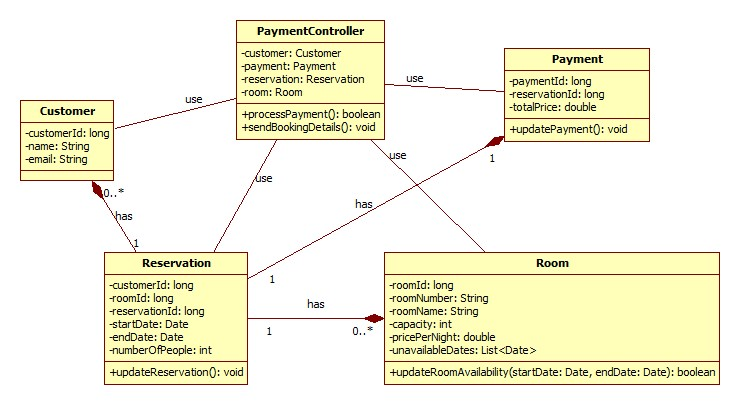 PaymentController
-customer: Customer
-payment: Payment
-reservation: Reservation
-room: Room
+processPayment(): boolean
+sendBookingDetails(): void
Payment
-paymentId: long
-reservationId: long
-totalPrice: double
+updatePayment(): void
Customer
-customerId: long
-name: String
-email: String
use
use
use
use
1
0..*
has
1
has
Reservation
-customerId: long
-roomId: long
-reservationId: long
-startDate: Date
-endDate: Date
-numberOfPeople: int
+updateReservation(): void
1
has
1
0..*
Room
-roomId: long
-roomNumber: String
-roomName: String
-capacity: int
-pricePerNight: double
-unavailableDates: List<Date>
+updateRoomAvailability(startDate: Date, endDate: Date): boolean